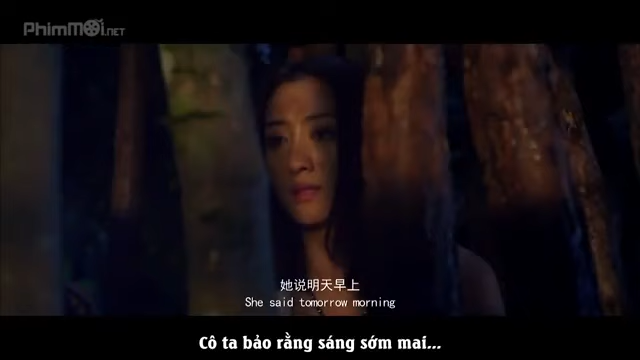 PhimMoi.NET
她说明天早上
She said tomorrow morning
Cô ta bảo rằng sáng sớm mai...